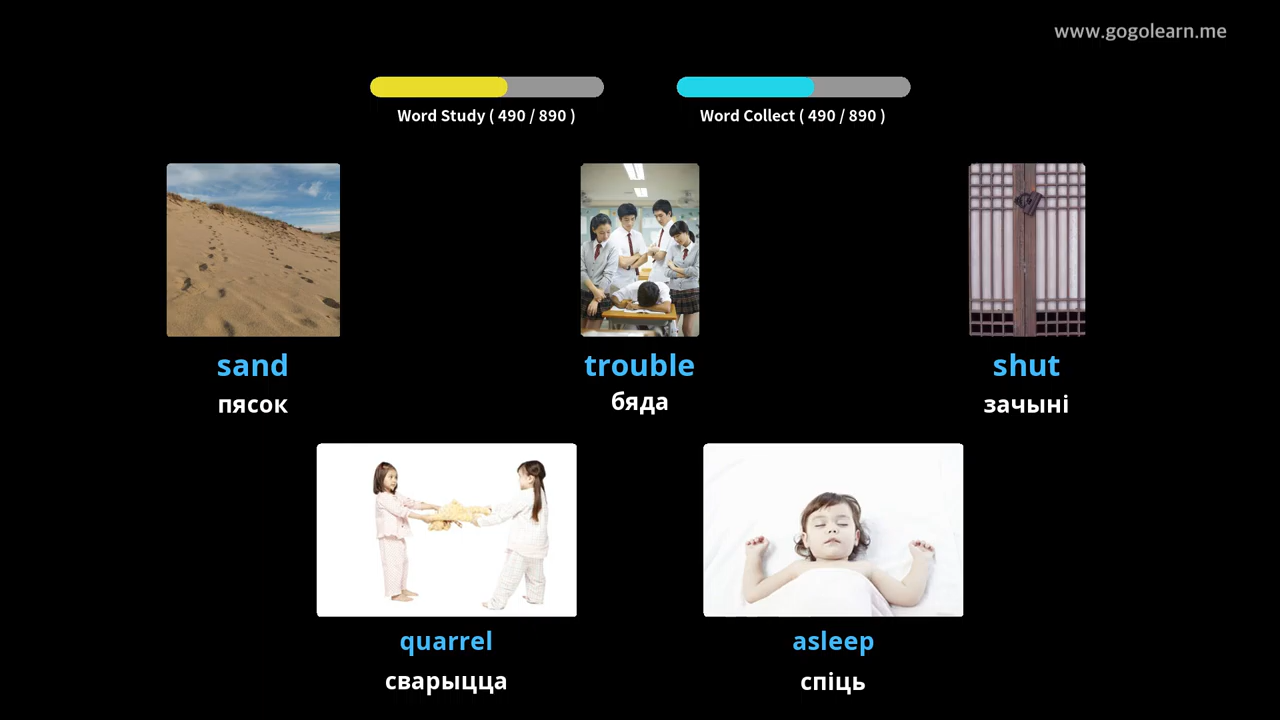 www.gogolearn.me
Word Study ( 490 / 890 )
Word Collect ( 490 / 890 )
sand
пясок
trouble
бяда
shut
зачыні
quarrel
сварыцца
asleep
спіць